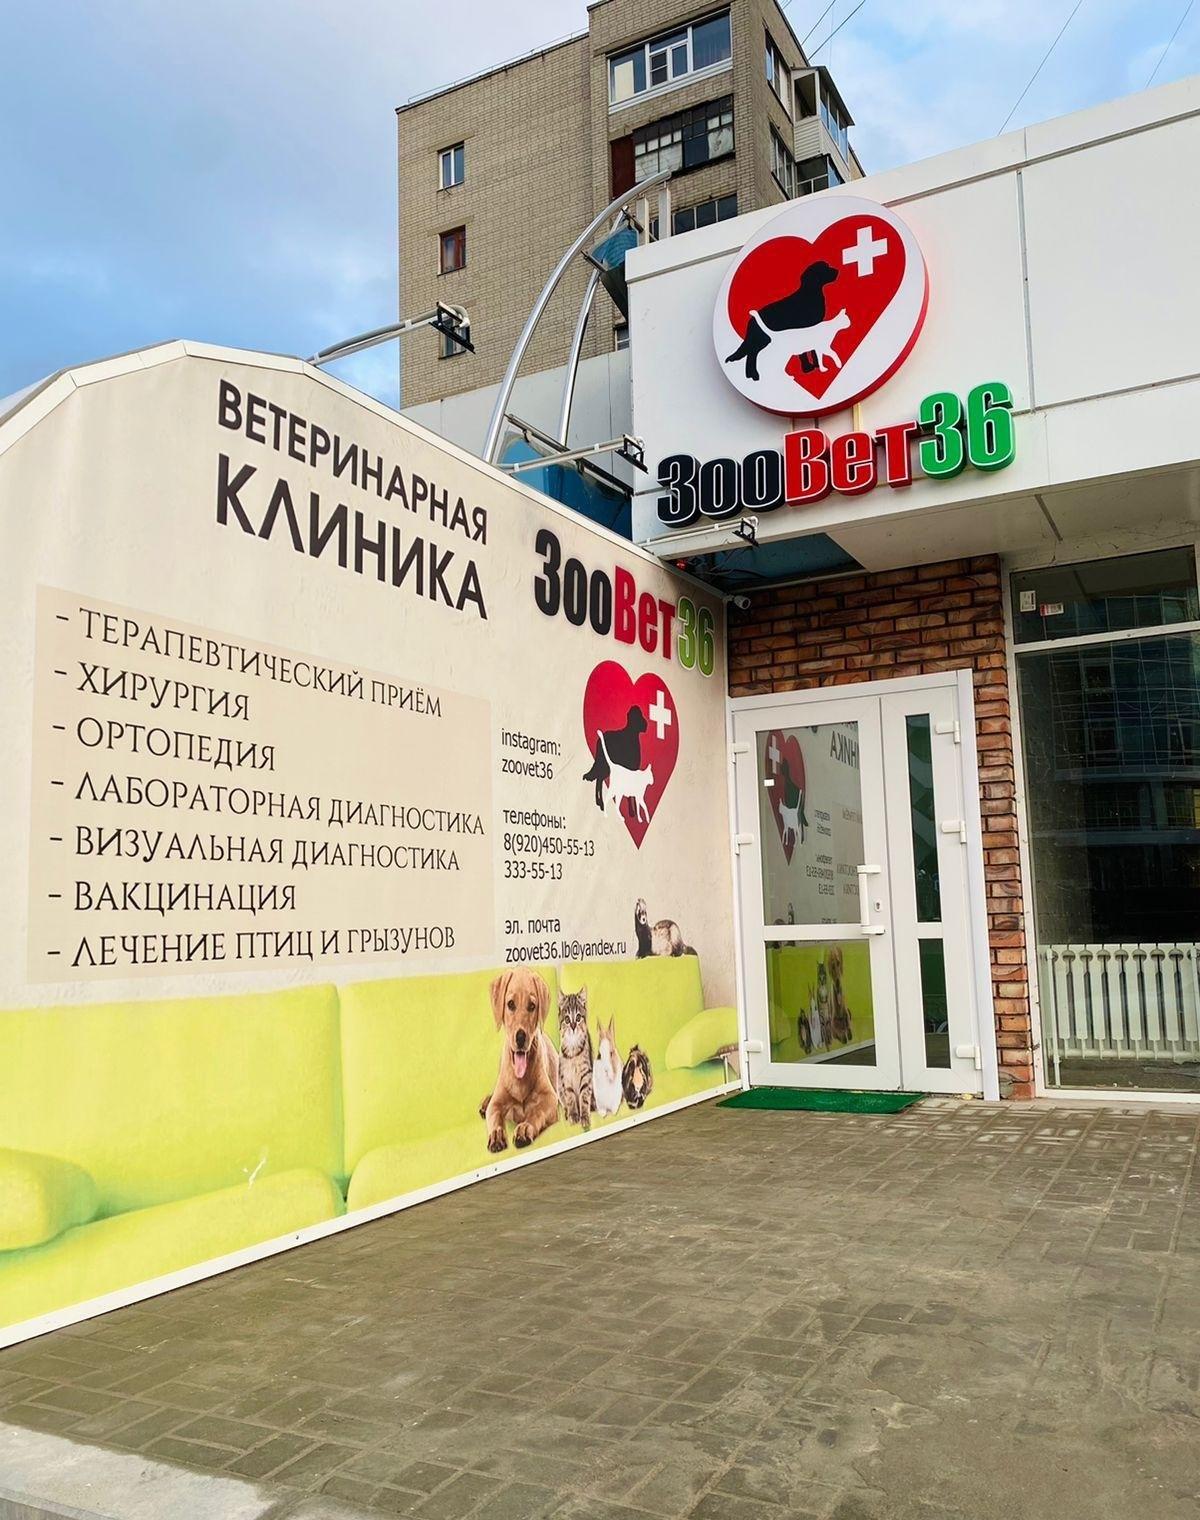 ВЕТЕРИНАРНАЯ
КЛИНИКА
- ТЕРАПЕВТИЧЕСКИЙ ПРИЁМ
- ХИРУРГИЯ
- ОРТОПЕДИЯ
- ЛАБОРАТОРНАЯ ДИАГНОСТИКА
- ВИЗУАЛЬНАЯ ДИАГНОСТИКА
- ВАКЦИНАЦИЯ
- ЛЕЧЕНИЕ ПТИЦ И ГРЫЗУНОВ
ЗооВет36
instagram:
zoovet36
телефоны:
8(920)450-55-13
333-55-13
эл. почта
zoovet36.lb@yandex.ru
ЗооВет36